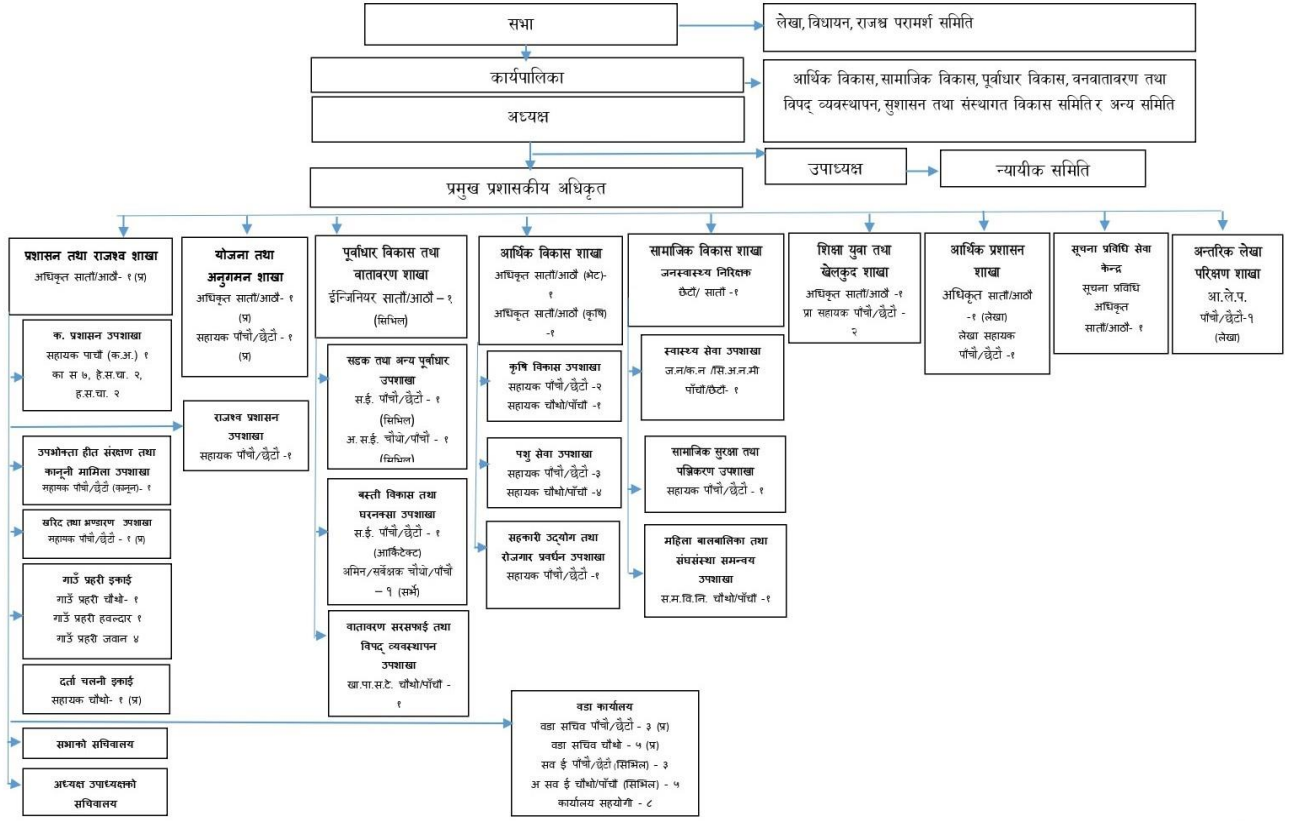 सभा
लेखा, विधायन, राजश्व परामर्श समिति
कार्यपालिका
आर्थिक विकास, सामाजिक विकास, पूर्वाधार विकास, वनवातावरण तथा
विपद् व्यवस्थापन, सुशासन तथा संस्थागत विकास समिति र अन्य समिति
अध्यक्ष
उपाध्यक्ष
न्यायीक समिति
प्रमुख प्रशासकीय अधिकृत
प्रशासन तथा राजश्व शाखा
अधिकृत सातौं/आठौं- १ (प्र)
योजना तथा
अनुगमन शाखा
अधिकृत सातौं/आठौं- १
(प्र)
सहायक पाँचौं/छैटौं - १
(प्र)
पूर्वाधार विकास तथा
वातावरण शाखा
ईन्जिनियर सातौं/आठौं – १
(सिभिल)
आर्थिक विकास शाखा
अधिकृत सातौं/आठौं (भेट)-
१
अधिकृत सातौं/आठौं (कृषि)
-१
सामाजिक विकास शाखा
जनस्वास्थ्य निरिक्षक
छैटौं/ सातौं -१
शिक्षा युवा तथा
खेलकुद शाखा
अधिकृत सातौं/आठौं -१
प्रा सहायक पाँचौं/छैटौं -
२
आर्थिक प्रशासन
शाखा
अधिकृत सातौं/आठौं
-१ (लेखा)
लेखा सहायक
पाँचौं/छैटौं -१
सूचना प्रविधि सेवा
केन्द्र
सूचना प्रविधि
अधिकृत
सातौं/आठौं- १
अन्तरिक लेखा
परिक्षण शाखा
आ.ले.प.
पाँचौं/छैटौं-१
(लेखा)
क. प्रशासन उपशाखा
सहायक पाचौं (क.अ.) १
का स ७, हे.स.चा. २,
ह.स.चा. २
राजश्व प्रशासन
उपशाखा
सहायक पाँचौं/छैटौं -१
उपभोक्ता हीत संरक्षण तथा
कानूनी मामिला उपशाखा
सहायक पाँचौं/छैटौं (कानून)- १
खरिद तथा भण्डारण उपशाखा
सहायक पाँचौं/छैटौं - १ (प्र)
गाउँ प्रहरी इकाई
गाउँ प्रहरी चौथो- १
गाउँ प्रहरी हवल्दार १
गाउँ प्रहरी जवान ४
दर्ता चलनी इकाई
सहायक चौथो- १ (प्र)
सभाको सचिवालय
अध्यक्ष उपाध्यक्षको
सचिवालय
सडक तथा अन्य पूर्वाधार
उपशाखा
स.ई. पाँचौं/छैटौं - १
(सिभिल)
अ.स.ई. चौथो/पाँचौं - १
(सिभिल)
बस्ती विकास तथा
घरनक्सा उपशाखा
स.ई. पाँचौं/छैटौं - १
(आर्किटेक्ट)
अमिन/सर्वेक्षक चौथो/पाँचौं
– १ (सर्भे)
वातावरण सरसफाई तथा
विपद् व्यवस्थापन
उपशाखा
खा.पा.स.टे. चौथो/पाँचौं -
१
कृषि विकास उपशाखा
सहायक पाँचौं/छैटौं -२
सहायक चौथो/पाँचौं -१
पशु सेवा उपशाखा
सहायक पाँचौं/छैटौं -३
सहायक चौथो/पाँचौं -४
सहकारी उद्योग तथा
रोजगार प्रवर्धन उपशाखा
सहायक पाँचौं/छैटौं -१
स्वास्थ्य सेवा उपशाखा
ज.न/क.न /सि.अ.न.मी
पाँचौं/छैटौं- १
सामाजिक सुरक्षा तथा
पञ्जिकरण उपशाखा
सहायक पाँचौं/छैटौं - १
महिला बालबालिका तथा
संघसंस्था समन्वय
उपशाखा
स.म.वि.नि. चौथो/पाँचौं -१
वडा कार्यालय
वडा सचिव पाँचौं/छैटौं - ३ (प्र)
वडा सचिव चौथो - ५ (प्र)
सव ई पाँचौं/छैटौं (सिभिल) - ३
अ सव ई चौथो/पाँचौं (सिभिल) - ५
कार्यालय सहयोगी - ८